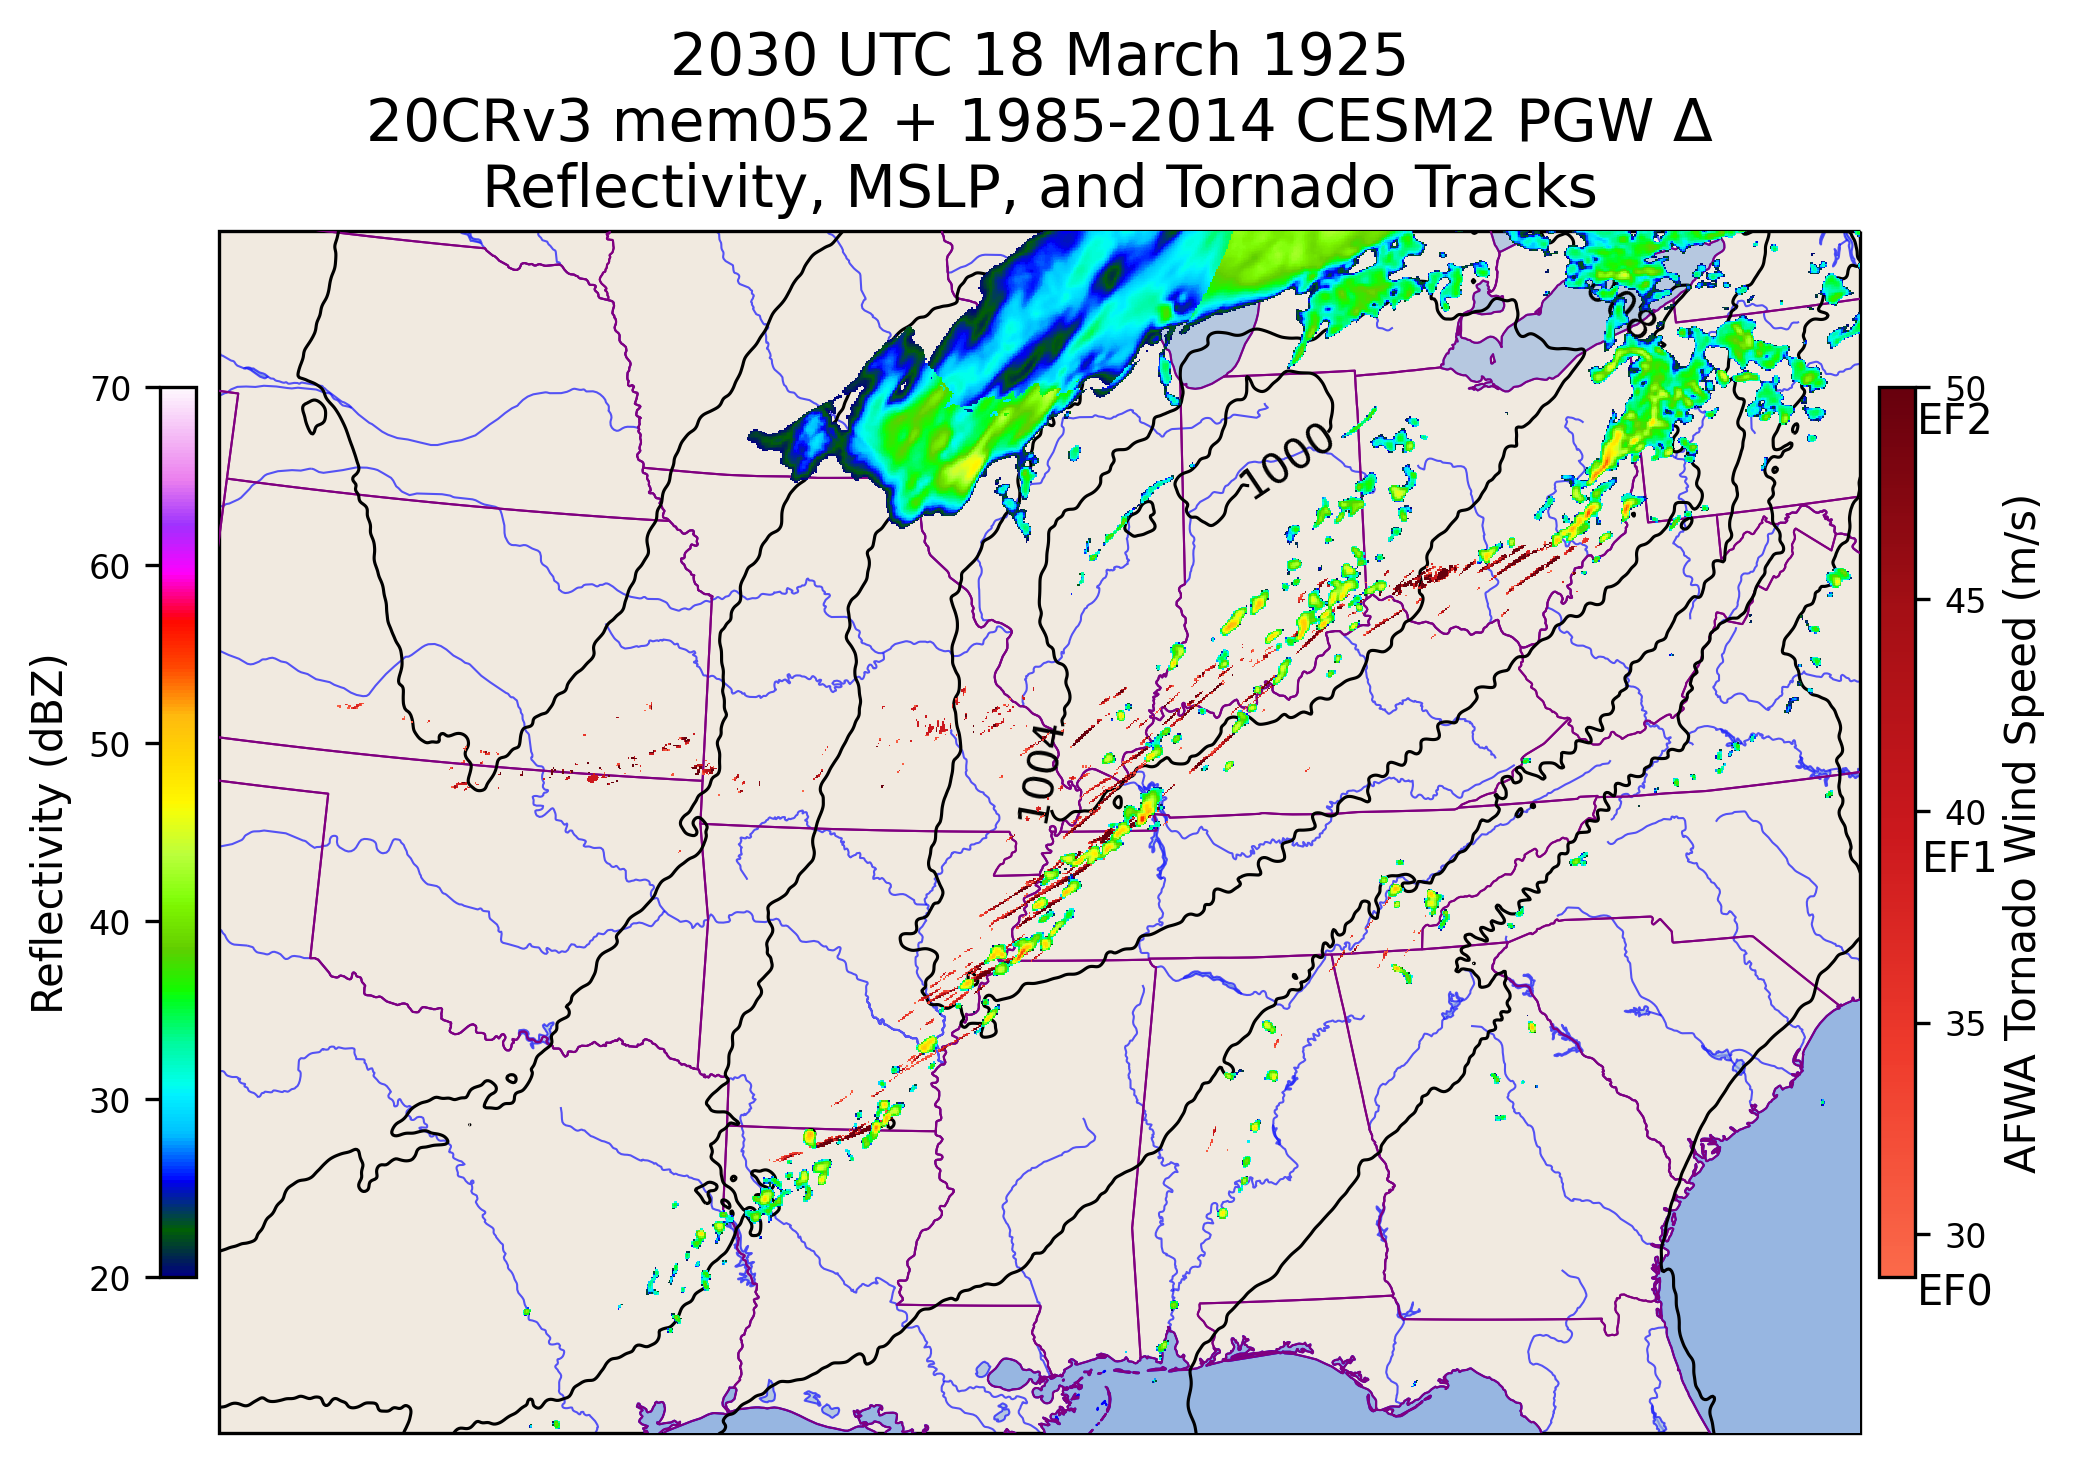 2030 UTC 18 March 1925
20CRv3 mem052 + 1985-2014 CESM2 PGW Δ
Reflectivity, MSLP, and Tornado Tracks
Reflectivity (dBZ)
70
60
50
40
30
20
1000
1004
50
EF2
45
40
EF1
35
30
EF0
AFWA Tornado Wind Speed (m/s)